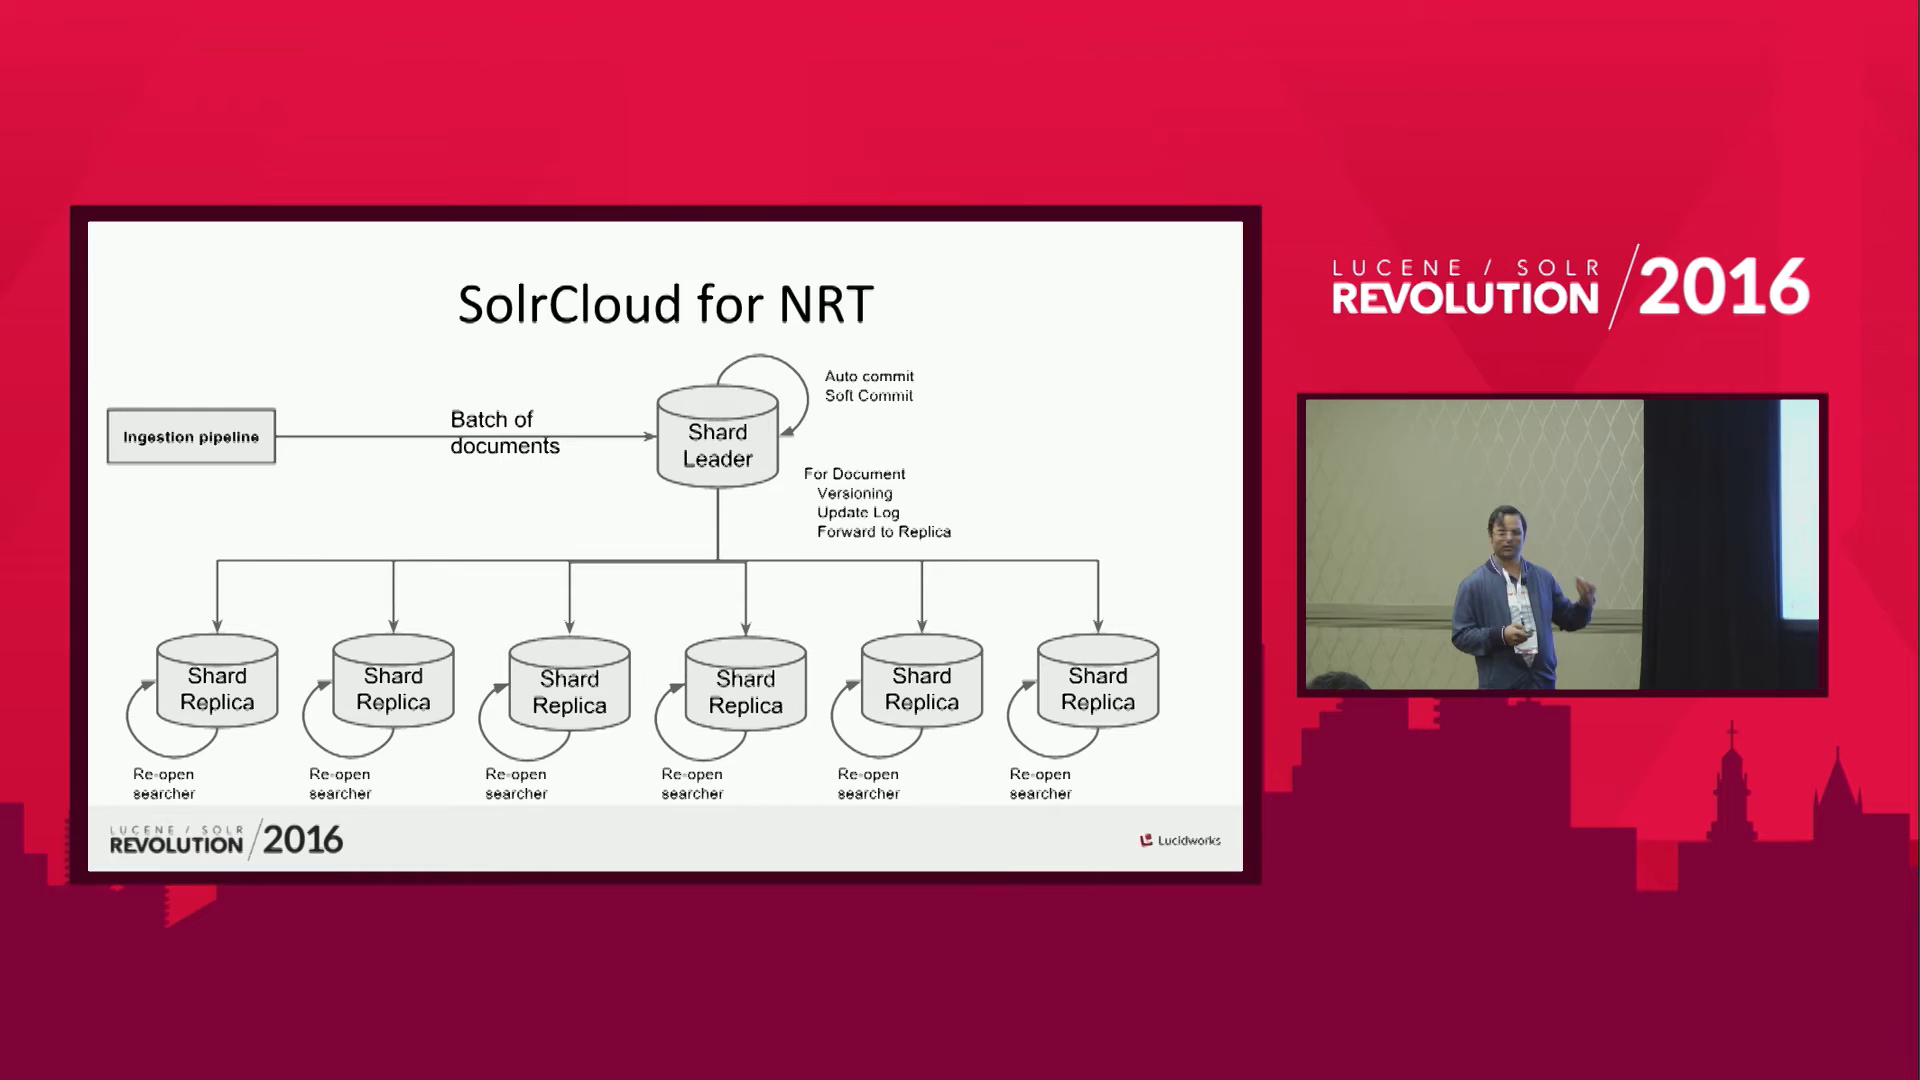 SolrCloud for NRT
Auto commit
Soft Commit
Ingestion pipeline
Batch of
documents
Shard
Leader
For Document
Versioning
Update Log
Forward to Replica
Shard
Replica
Shard
Replica
Shard
Replica
Shard
Replica
Shard
Replica
Shard
Replica
Re-open
searcher
Re-open
searcher
Re-open
searcher
Re-open
searcher
Re-open
searcher
Re-open
searcher
LUCENE / SOLR
REVOLUTION / 2016
Lucidworks
LUCENE / SOLR
REVOLUTION / 2016